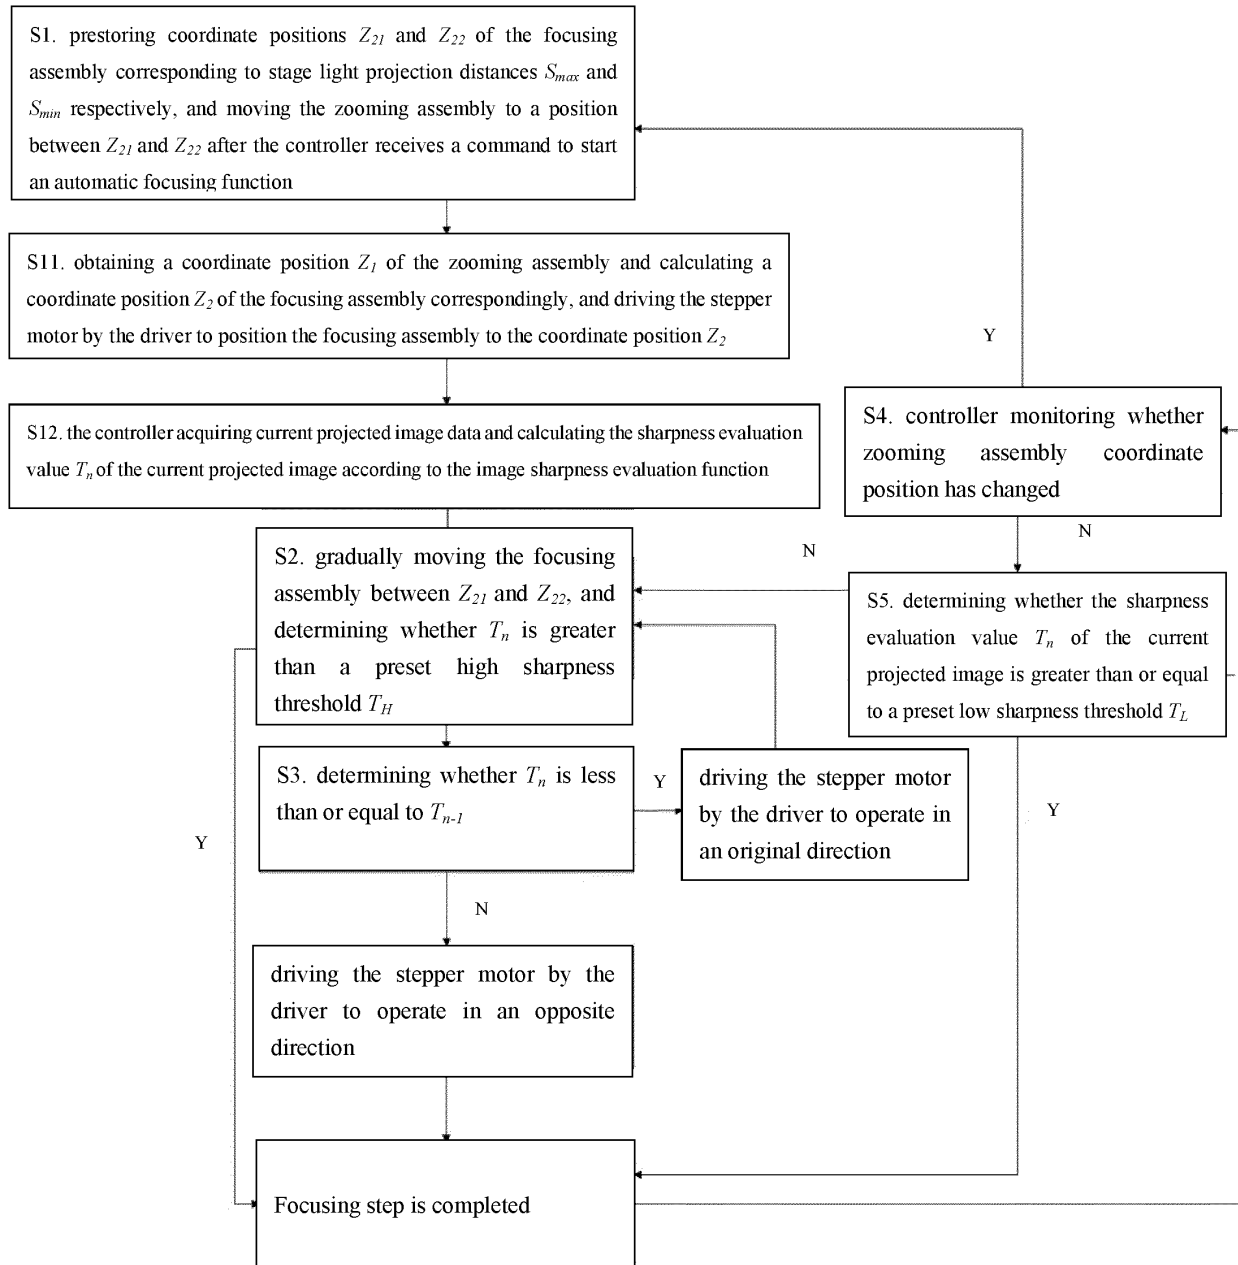 S1. prestoring coordinate positions Z21 and Z22 of the focusing
assembly corresponding to stage light projection distances Smax and
Smin respectively, and moving the zooming assembly to a position
between Z21 and Z22 after the controller receives a command to start
an automatic focusing function
S11. obtaining a coordinate position Z1 of the zooming assembly and calculating a
coordinate position Z2 of the focusing assembly correspondingly, and driving the stepper
motor by the driver to position the focusing assembly to the coordinate position Z2
Y
S12. the controller acquiring current projected image data and calculating the sharpness evaluation
value Tn of the current projected image according to the image sharpness evaluation function
S4. controller monitoring whether
zooming assembly coordinate
position has changed
N
N
S2. gradually moving the focusing
assembly between Z21 and Z22, and
determining whether Tn is greater
than a preset high sharpness
threshold TH
S5. determining whether the sharpness
evaluation value Tn of the current
projected image is greater than or equal
to a preset low sharpness threshold TL
S3. determining whether Tn is less
than or equal to Tn-1
Y
driving the stepper motor
by the driver to operate in
an original direction
Y
Y
N
driving the stepper motor by the
driver to operate in an opposite
direction
Focusing step is completed